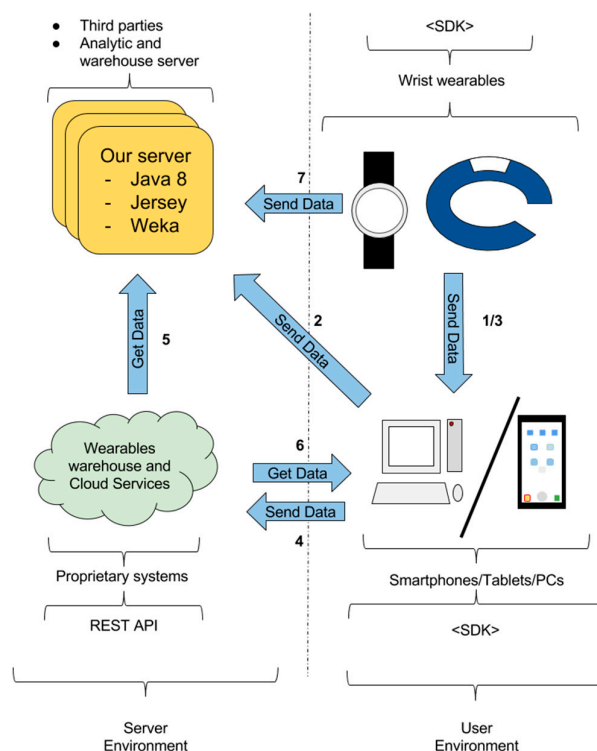 ● Third parties
● Analytic and
warehouse server
<SDK>
Wrist wearables
Our server
- Java 8
- Jersey
- Weka
7
Send Data
Send Data
1/3
2
Send Data
Get Data
5
Wearables
warehouse and
Cloud Services
6
Get Data
Send Data
4
Proprietary systems
REST API
Smartphones/Tablets/PCs
<SDK>
Server
Environment
User
Environment